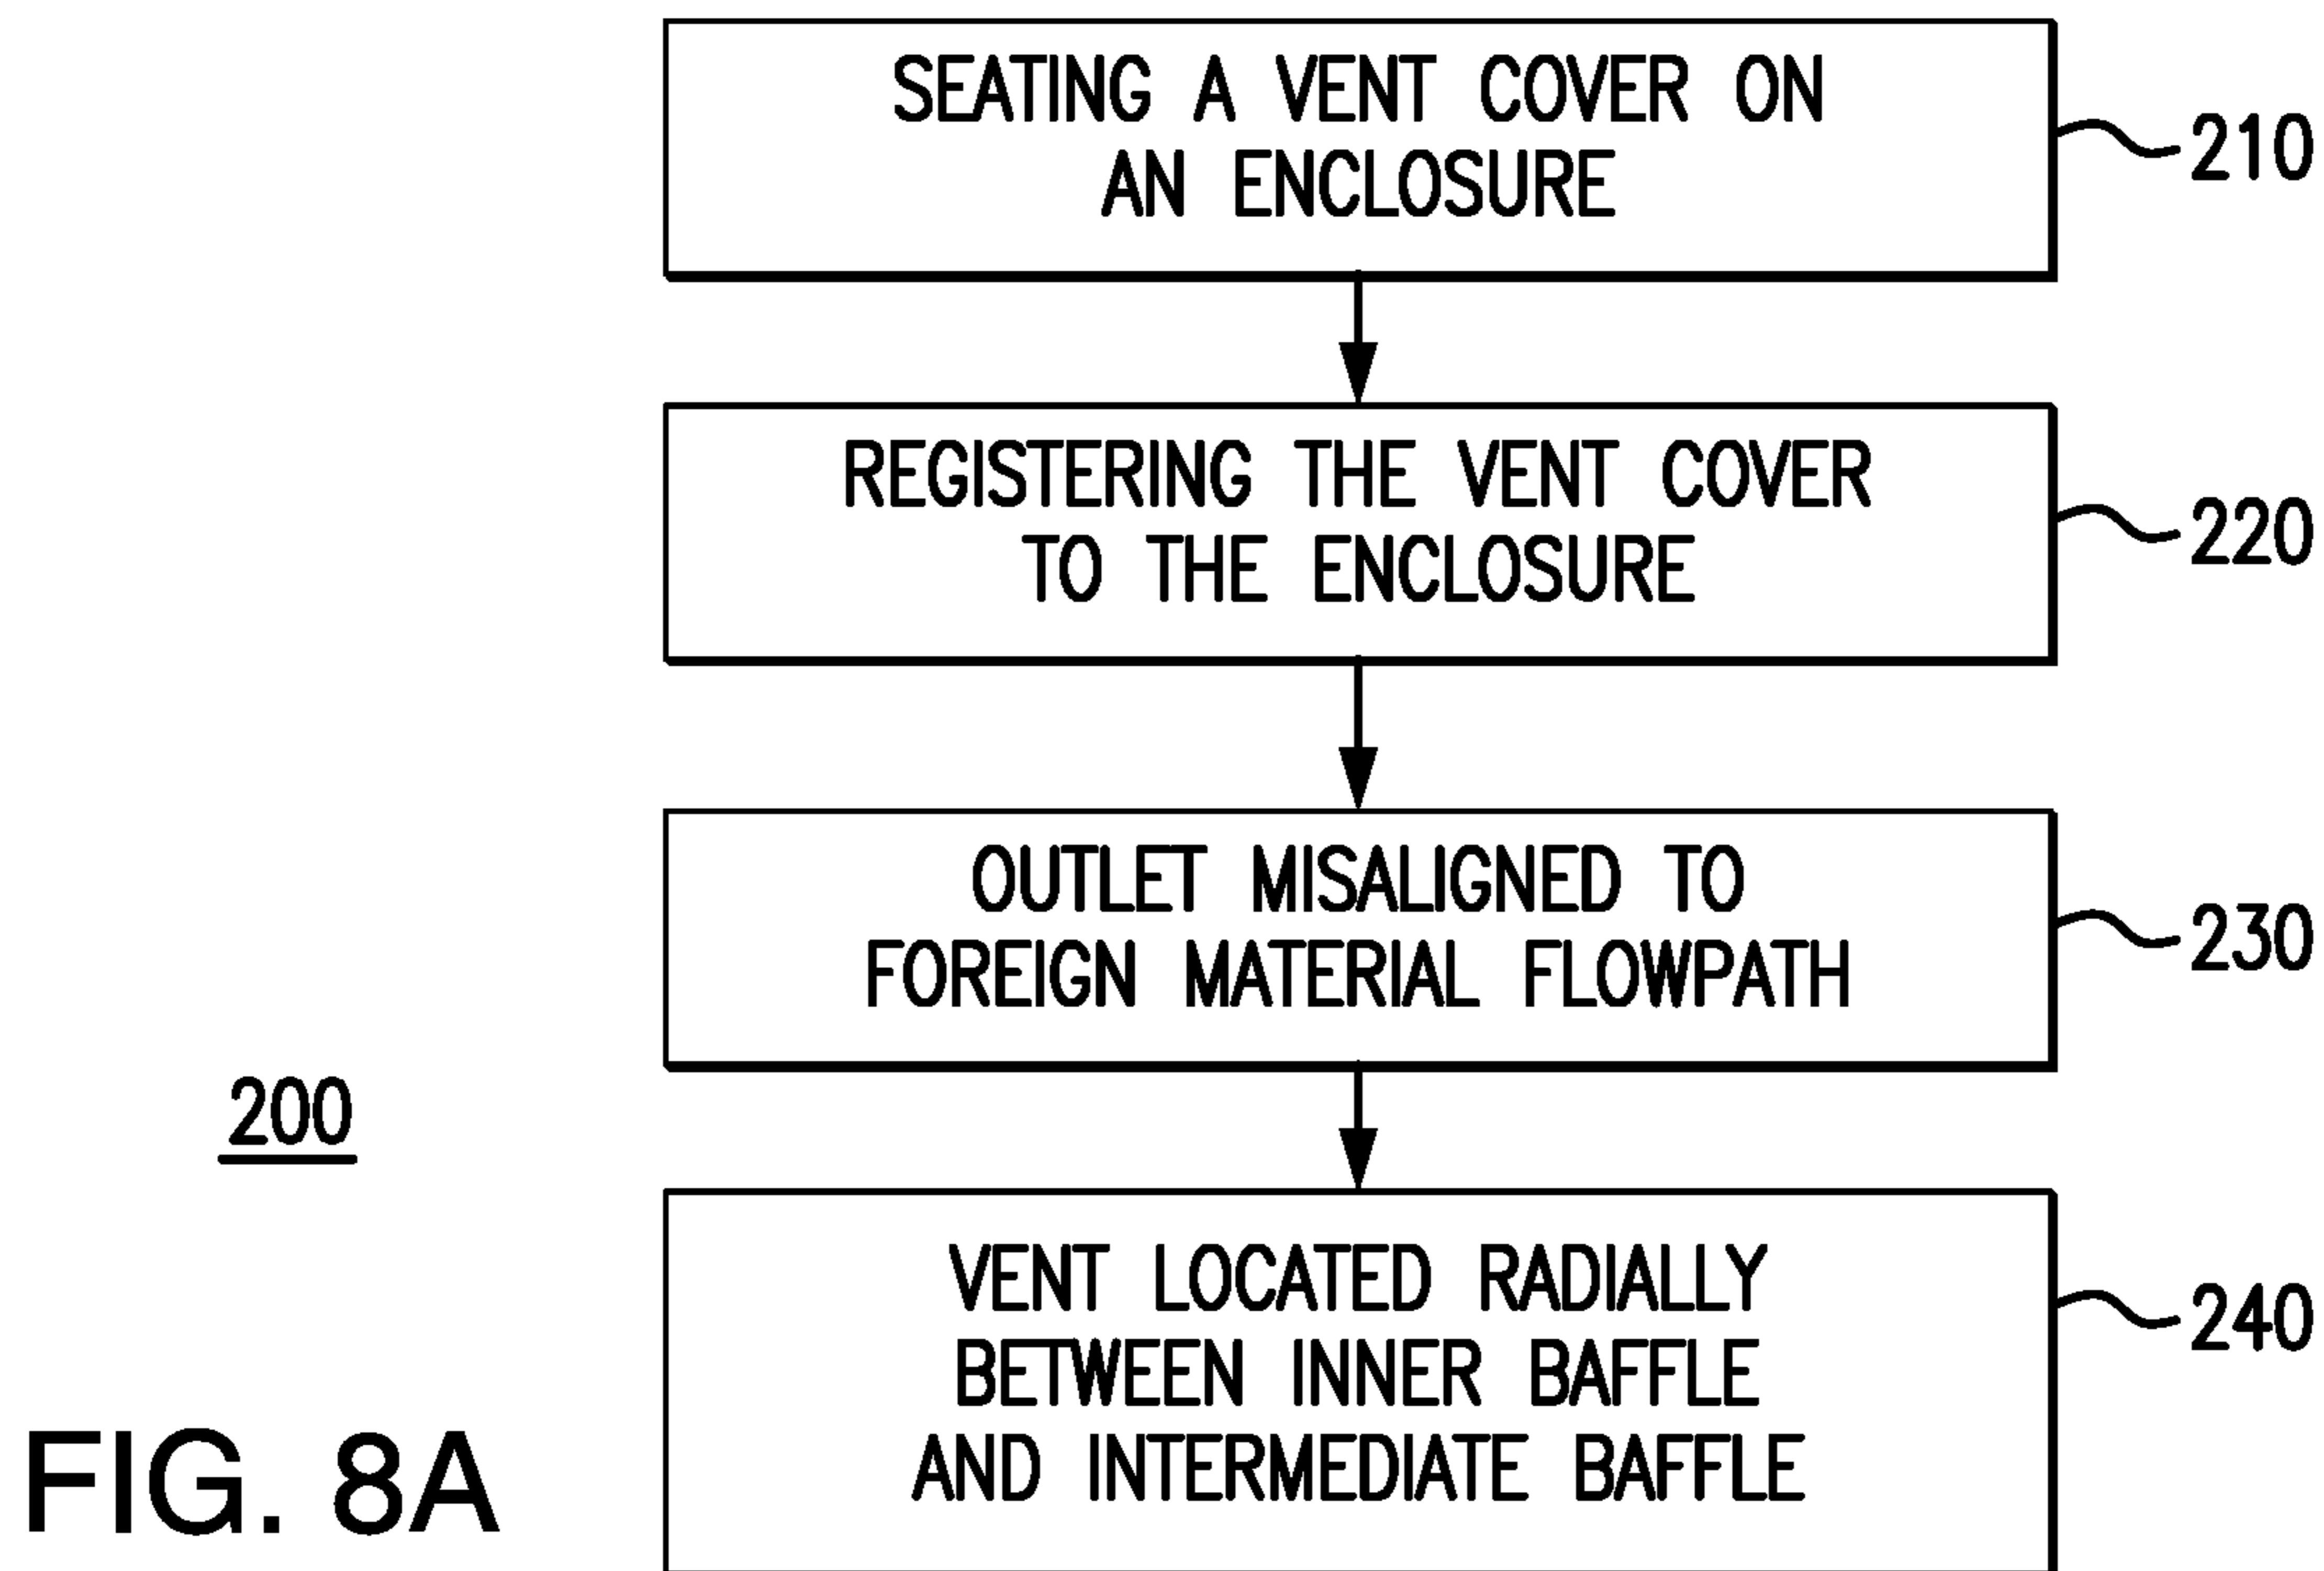 SEATING A VENT COVER ON
AN ENCLOSURE
210
REGISTERING THE VENT COVER
TO THE ENCLOSURE
220
OUTLET MISALIGNED TO
FOREIGN MATERIAL FLOWPATH
230
200
VENT LOCATED RADIALLY
BETWEEN INNER BAFFLE
AND INTERMEDIATE BAFFLE
240
FIG. 8A